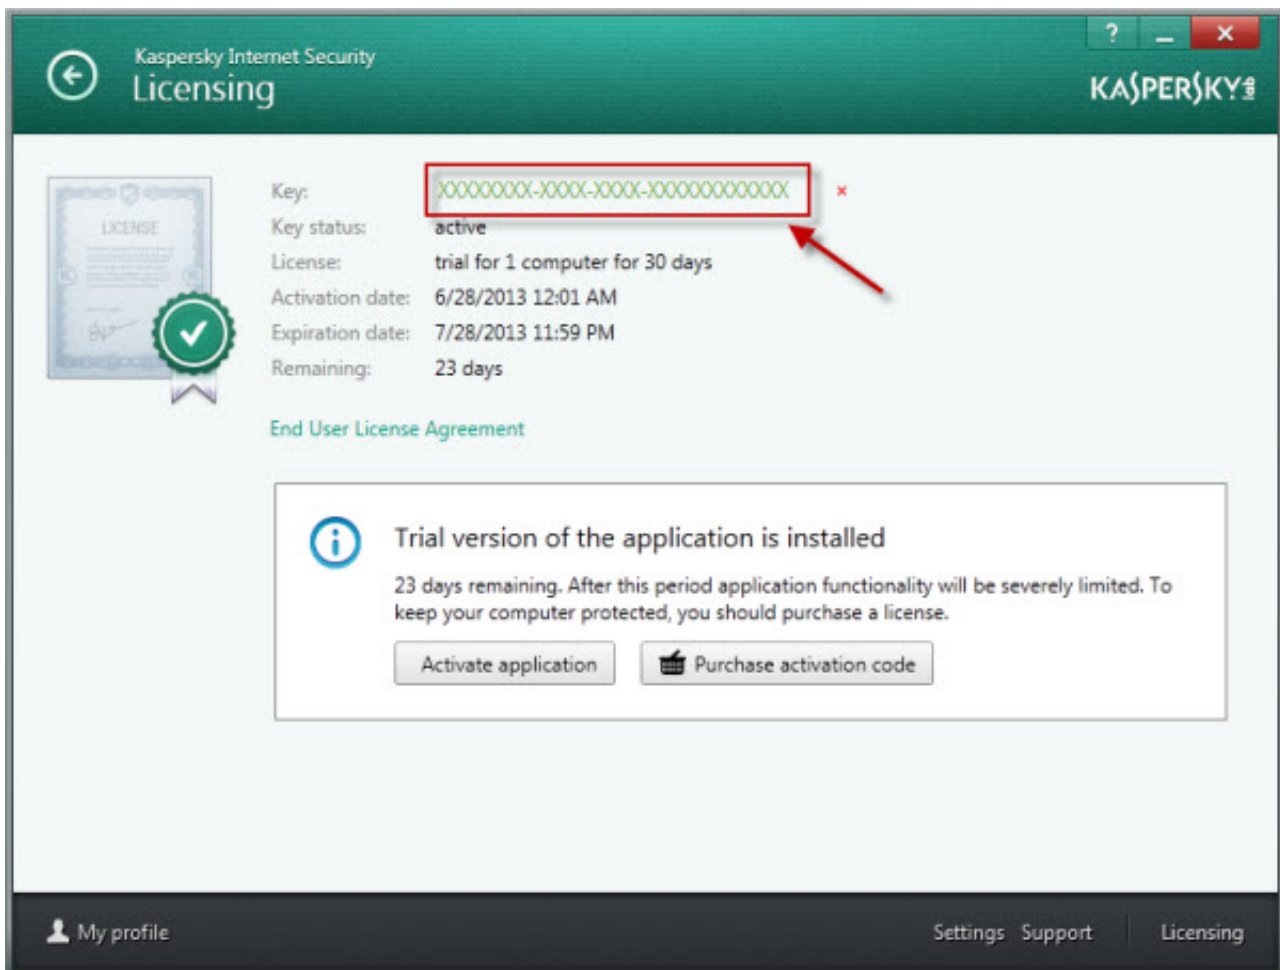 Kaspersky Internet Security
Licensing
? _ ×
KASPERSKY lab
LICENSE
Key: XXXXXXXX-XXXX-XXXX-XXXXXXXXXXXX ×
Key status: active
License: trial for 1 computer for 30 days
Activation date: 6/28/2013 12:01 AM
Expiration date: 7/28/2013 11:59 PM
Remaining: 23 days
End User License Agreement
Trial version of the application is installed
23 days remaining. After this period application functionality will be severely limited. To
keep your computer protected, you should purchase a license.
Activate application Purchase activation code
My profile Settings Support Licensing